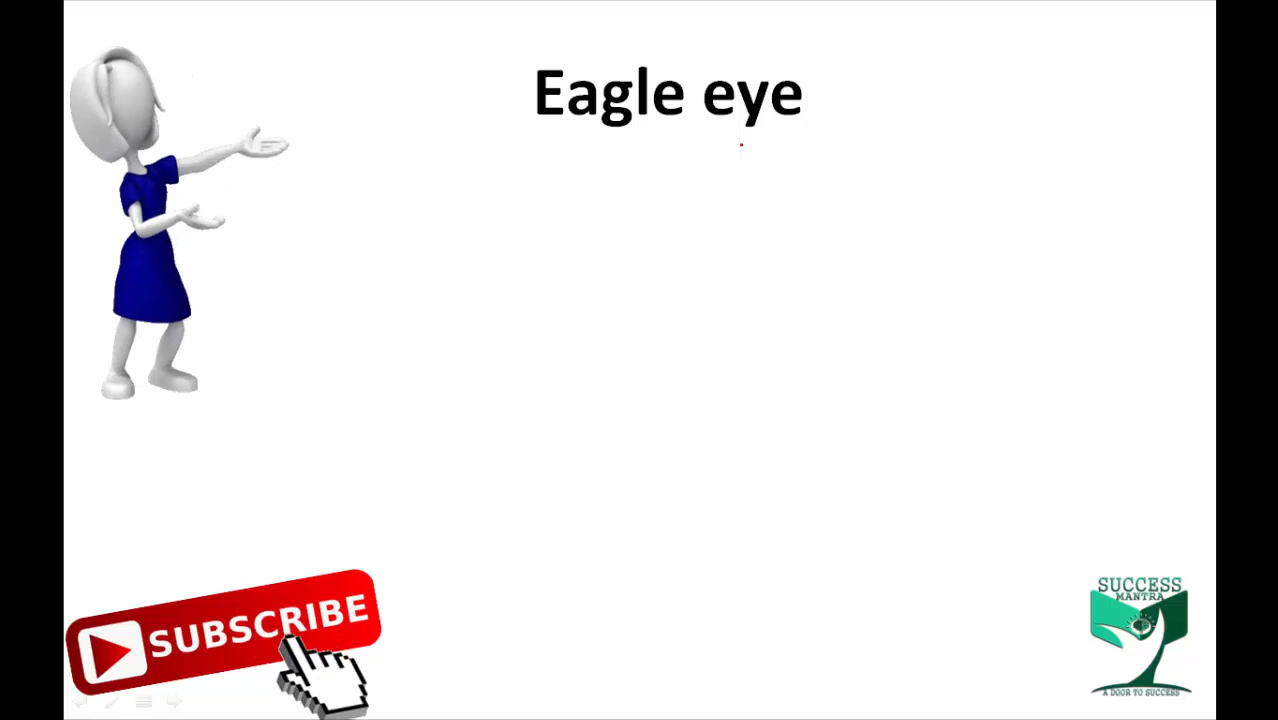 Eagle eye
SUBSCRIBE
SUCCESS
MANTRA
A DOOR TO SUCCESS